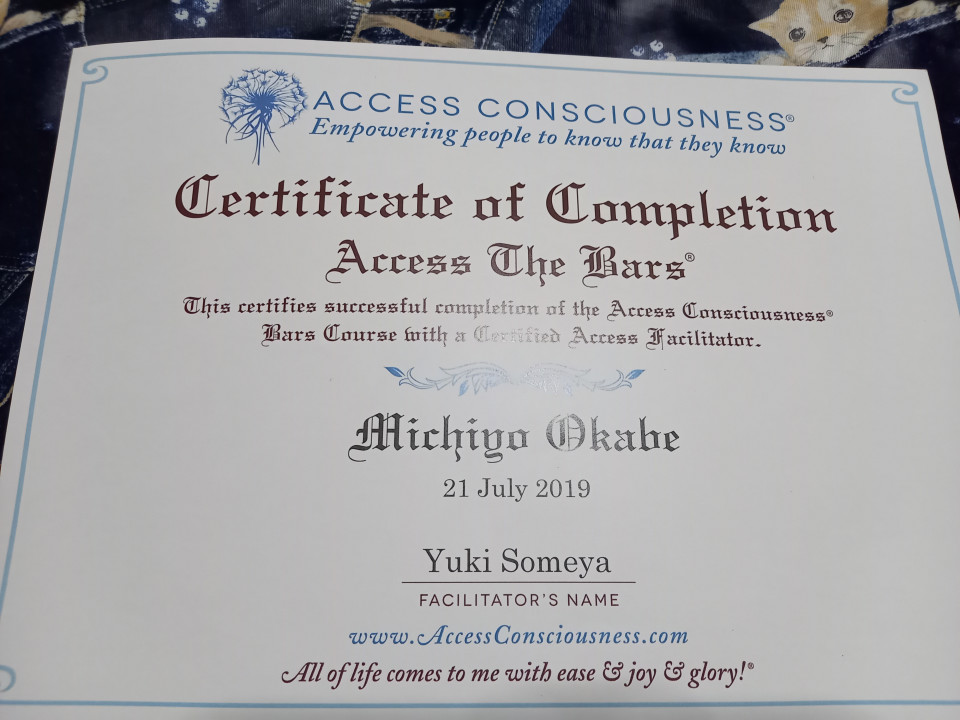 ACCESS CONSCIOUSNESS®
Empowering people to know that they know
Certificate of Completion
Access The Bars®
This certifies successful completion of the Access Consciousness®
Bars Course with a Certified Access Facilitator.
Michiyo Okabe
21 July 2019
Yuki Someya
FACILITATOR'S NAME
www.AccessConsciousness.com
All of life comes to me with ease & joy & glory!®